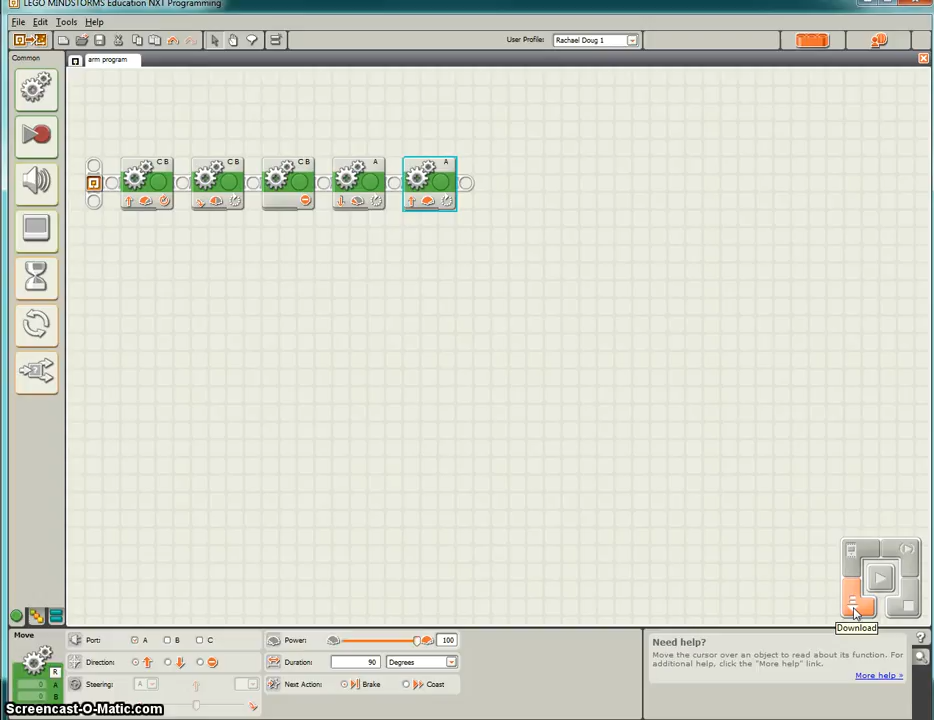 LEGO MINDSTORMS Education NXT Programming
File Edit Tools Help
User Profile: Rachael Doug 1
Common
arm program
C B
C B
C B
A
A
Download
Move
Port: A B C
Power: 100
Need help?
Move the cursor over an object to read about its function. For
additional help, click the "More help" link.
More help »
Direction:
Duration: 90 Degrees
R
Steering: A
Next Action: Brake Coast
A 0
B 0
Screencast-O-Matic.com